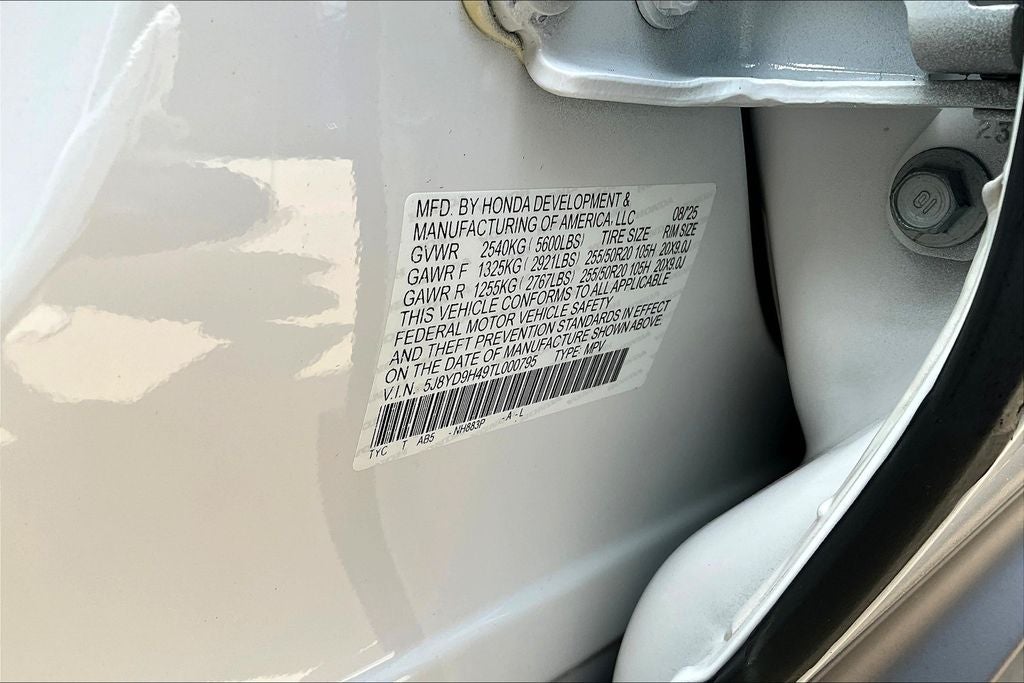 MFD. BY HONDA DEVELOPMENT &
MANUFACTURING OF AMERICA, LLC 08/'25
GVWR 2540KG ( 5600LBS) TIRE SIZE RIM SIZE
GAWR F 1325KG ( 2921LBS) 255/50R20 105H 20X9.0J
GAWR R 1255KG ( 2767LBS) 255/50R20 105H 20X9.0J
THIS VEHICLE CONFORMS TO ALL APPLICABLE
FEDERAL MOTOR VEHICLE SAFETY
AND THEFT PREVENTION STANDARDS IN EFFECT
ON THE DATE OF MANUFACTURE SHOWN ABOVE.
V.I.N. 5J8YD9H49TL000795 TYPE MPV
TYC T AB5 - NH883P - A - L
23